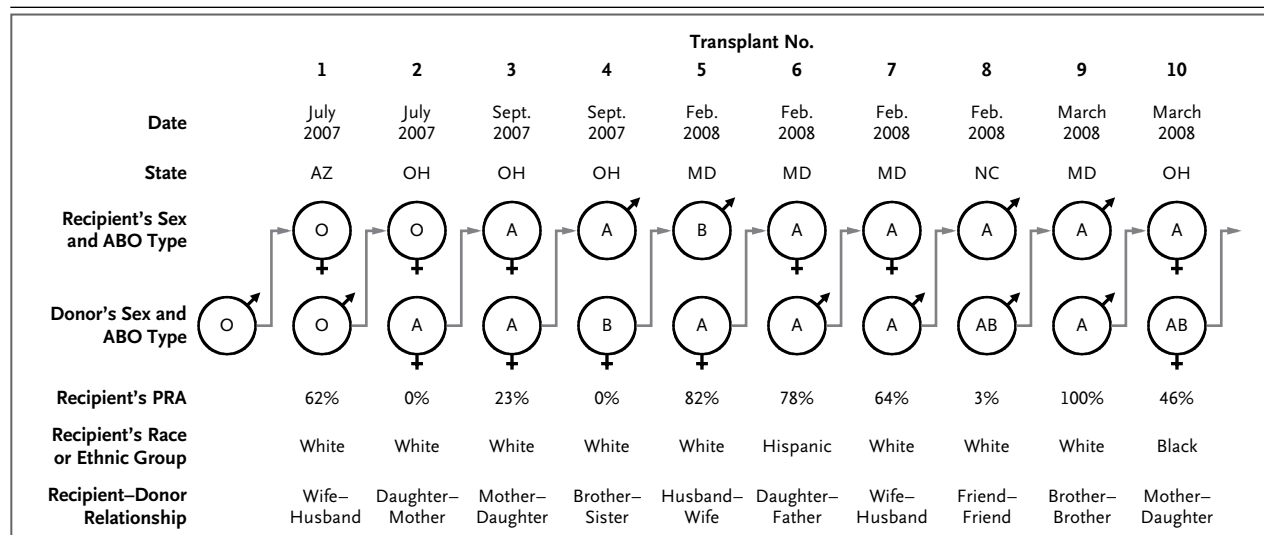 Transplant No.
1 2 3 4 5 6 7 8 9 10
Date July 2007 July 2007 Sept. 2007 Sept. 2007 Feb. 2008 Feb. 2008 Feb. 2008 Feb. 2008 March 2008 March 2008
State AZ OH OH OH MD MD MD NC MD OH
Recipient's Sex and ABO Type O O A A B A A A A A
Donor's Sex and ABO Type O O A A B A A A AB A AB
Recipient's PRA 62% 0% 23% 0% 82% 78% 64% 3% 100% 46%
Recipient's Race or Ethnic Group White White White White White Hispanic White White White Black
Recipient–Donor Relationship Wife–Husband Daughter–Mother Mother–Daughter Brother–Sister Husband–Wife Daughter–Father Wife–Husband Friend–Friend Brother–Brother Mother–Daughter